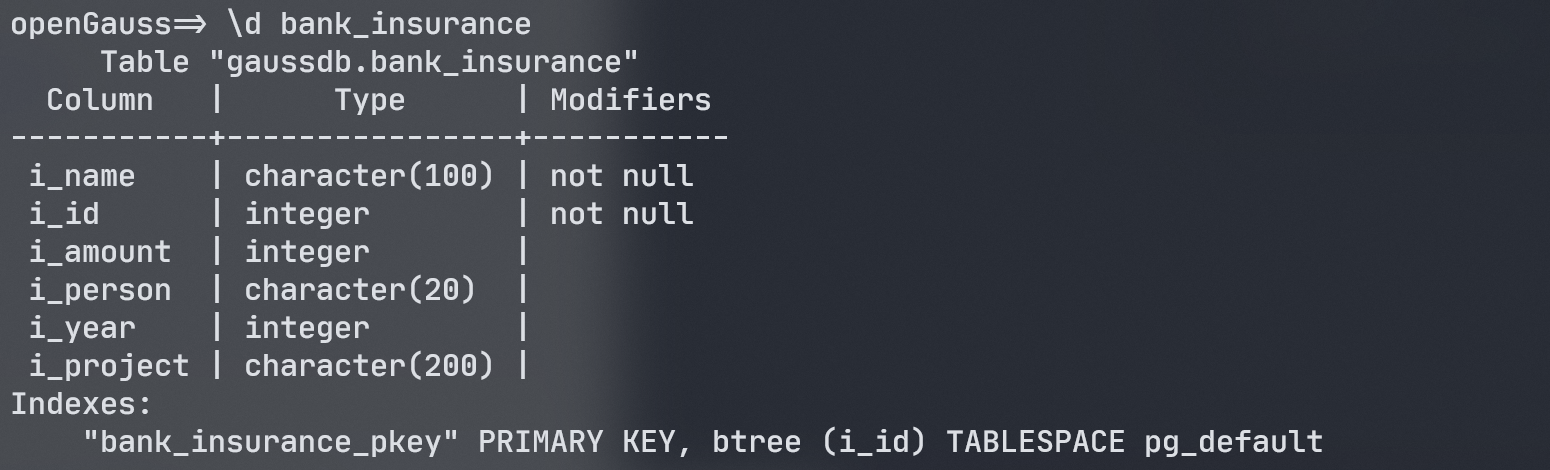 openGauss=> \d bank_insurance
     Table "gaussdb.bank_insurance"
  Column   |      Type      | Modifiers
-----------+----------------+-----------
 i_name    | character(100) | not null
 i_id      | integer        | not null
 i_amount  | integer        |
 i_person  | character(20)  |
 i_year    | integer        |
 i_project | character(200) |
Indexes:
    "bank_insurance_pkey" PRIMARY KEY, btree (i_id) TABLESPACE pg_default